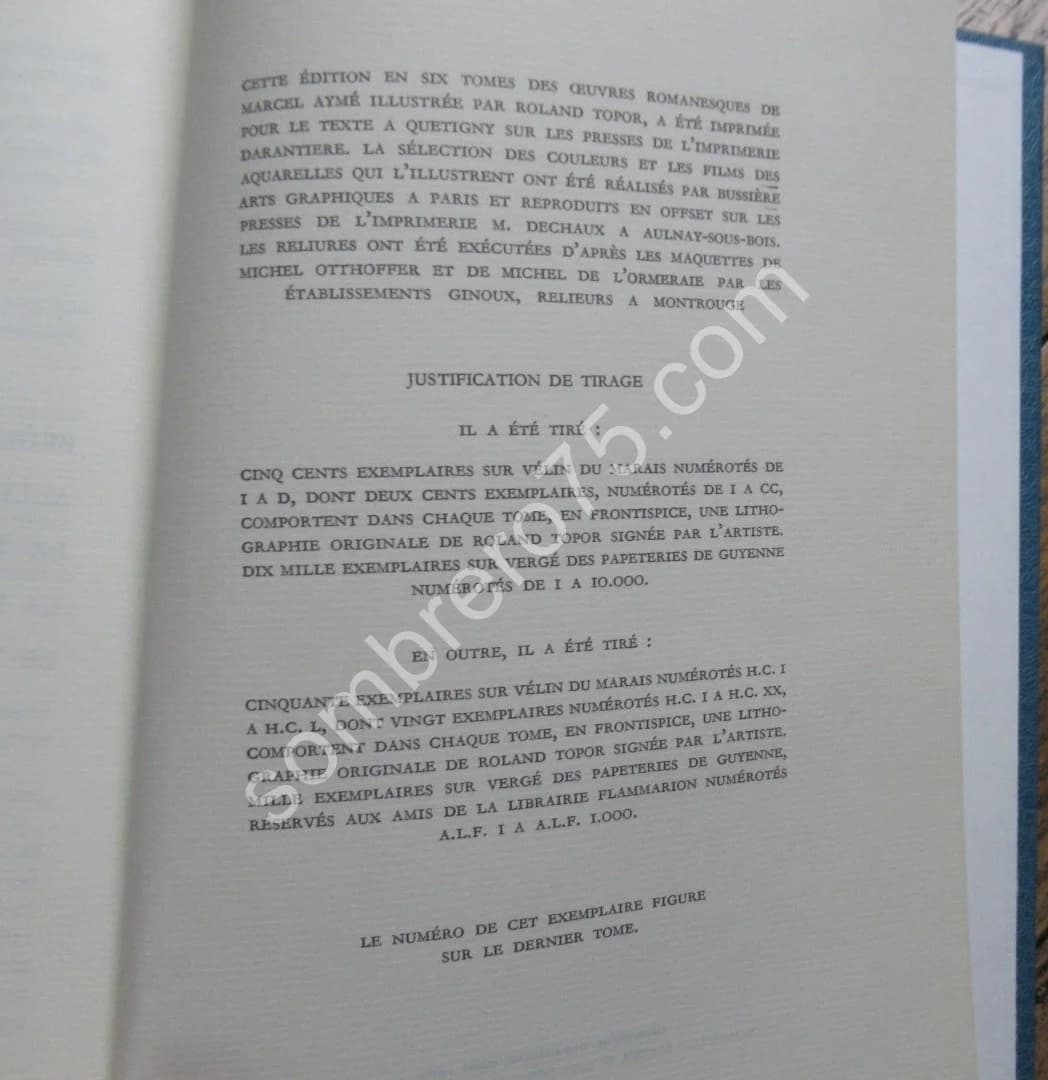 CETTE ÉDITION EN SIX TOMES DES ŒUVRES ROMANESQUES DE
MARCEL AYMÉ ILLUSTRÉE PAR ROLAND TOPOR, A ÉTÉ IMPRIMÉE
POUR LE TEXTE A QUETIGNY SUR LES PRESSES DE L'IMPRIMERIE
DARANTIERE. LA SÉLECTION DES COULEURS ET LES FILMS DES
AQUARELLES QUI L'ILLUSTRENT ONT ÉTÉ RÉALISÉS PAR BUSSIÈRE
ARTS GRAPHIQUES A PARIS ET REPRODUITS EN OFFSET SUR LES
PRESSES DE L'IMPRIMERIE M. DECHAUX A AULNAY-SOUS-BOIS.
LES RELIURES ONT ÉTÉ EXÉCUTÉES D'APRÈS LES MAQUETTES DE
MICHEL OTTHOFFER ET DE MICHEL DE L'ORMERAIE PAR LES
ÉTABLISSEMENTS GINOUX, RELIEURS A MONTROUGE
JUSTIFICATION DE TIRAGE
IL A ÉTÉ TIRÉ :
CINQ CENTS EXEMPLAIRES SUR VÉLIN DU MARAIS NUMÉROTÉS DE
I A D, DONT DEUX CENTS EXEMPLAIRES, NUMÉROTÉS DE I A CC,
COMPORTENT DANS CHAQUE TOME, EN FRONTISPICE, UNE LITHO-
GRAPHIE ORIGINALE DE ROLAND TOPOR SIGNÉE PAR L'ARTISTE.
DIX MILLE EXEMPLAIRES SUR VERGÉ DES PAPETERIES DE GUYENNE
NUMÉROTÉS DE I A 10.000.
EN OUTRE, IL A ÉTÉ TIRÉ :
CINQUANTE EXEMPLAIRES SUR VÉLIN DU MARAIS NUMÉROTÉS H.C. I
A H.C. L, DONT VINGT EXEMPLAIRES NUMÉROTÉS H.C. I A H.C. XX,
COMPORTENT DANS CHAQUE TOME, EN FRONTISPICE, UNE LITHO-
GRAPHIE ORIGINALE DE ROLAND TOPOR SIGNÉE PAR L'ARTISTE.
MILLE EXEMPLAIRES SUR VERGÉ DES PAPETERIES DE GUYENNE,
RÉSERVÉS AUX AMIS DE LA LIBRAIRIE FLAMMARION NUMÉROTÉS
A.L.F. I A A.L.F. 1.000.
LE NUMÉRO DE CET EXEMPLAIRE FIGURE
SUR LE DERNIER TOME.
sombrero75.com